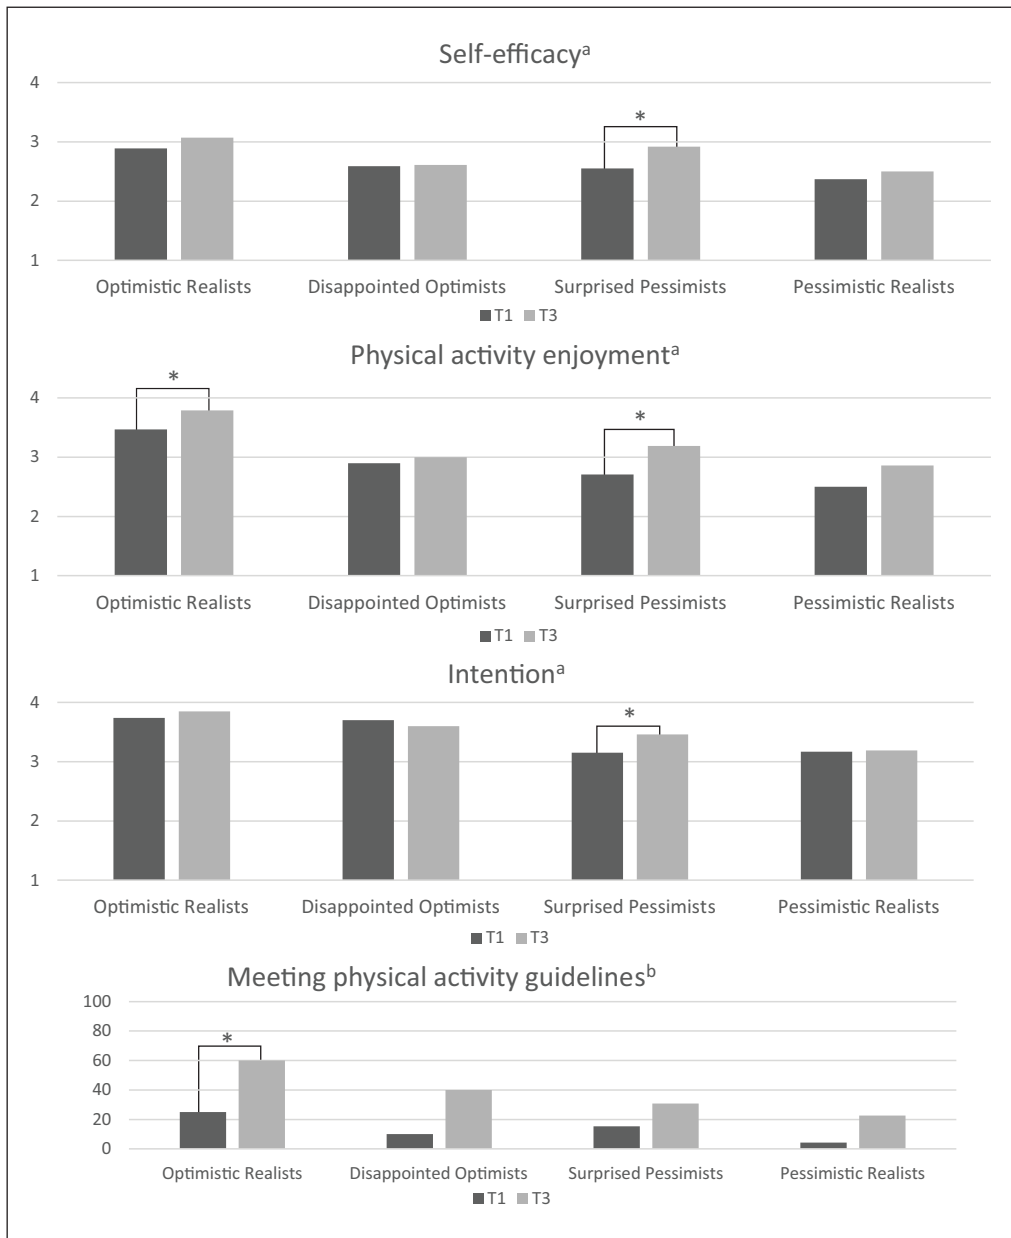 Self-efficacyᵃ
4
*
3
2
1
Optimistic Realists Disappointed Optimists Surprised Pessimists Pessimistic Realists
T1 T3
Physical activity enjoymentᵃ
*
4
*
3
2
1
Optimistic Realists Disappointed Optimists Surprised Pessimists Pessimistic Realists
T1 T3
Intentionᵃ
4
*
3
2
1
Optimistic Realists Disappointed Optimists Surprised Pessimists Pessimistic Realists
T1 T3
Meeting physical activity guidelinesᵇ
100
80
*
60
40
20
0
Optimistic Realists Disappointed Optimists Surprised Pessimists Pessimistic Realists
T1 T3